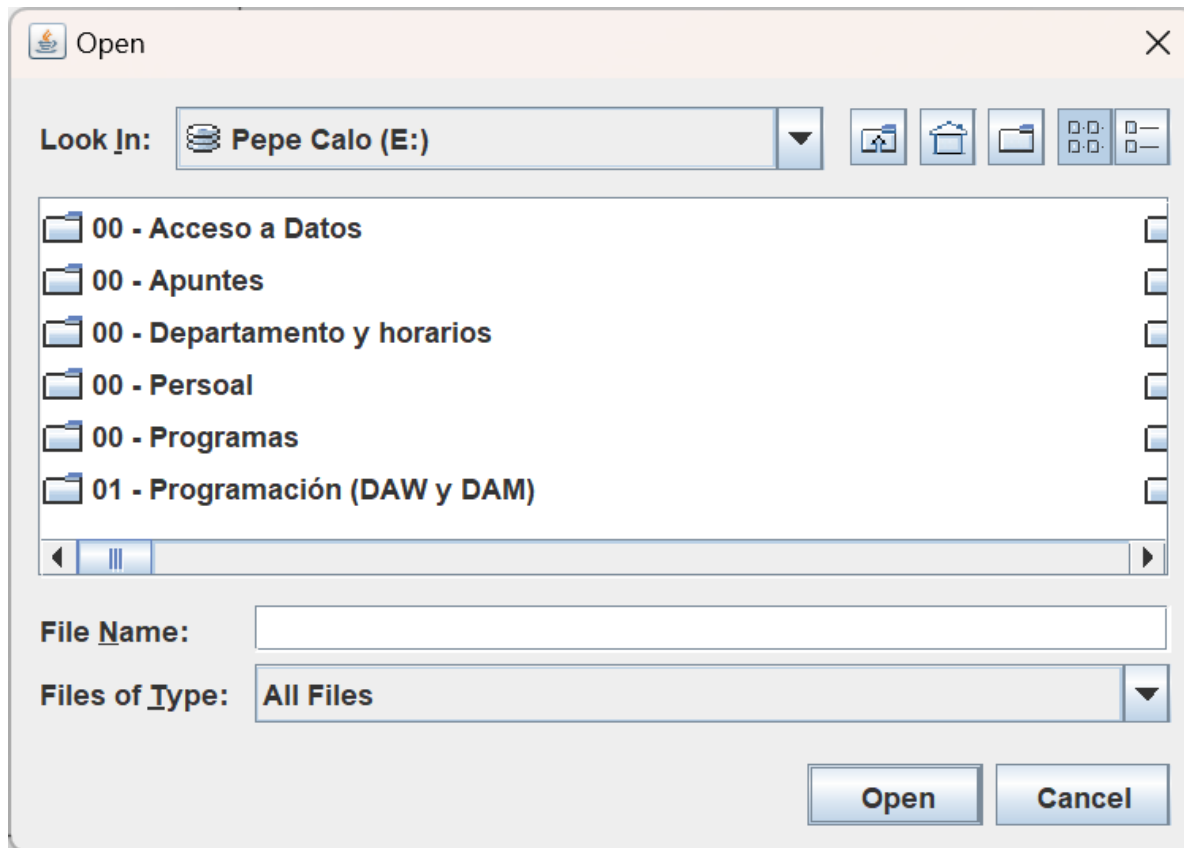 Open
Look In: Pepe Calo (E:)
00 - Acceso a Datos
00 - Apuntes
00 - Departamento y horarios
00 - Persoal
00 - Programas
01 - Programación (DAW y DAM)
File Name:
Files of Type: All Files
Open Cancel